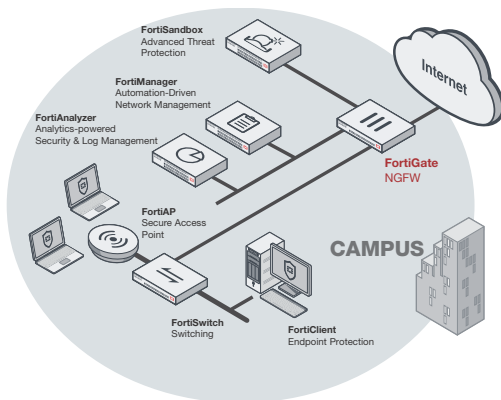 FortiSandbox
Advanced Threat
Protection
Internet
FortiManager
Automation-Driven
Network Management
FortiAnalyzer
Analytics-powered
Security & Log Management
FortiGate
NGFW
FortiAP
Secure Access
Point
CAMPUS
FortiSwitch
Switching
FortiClient
Endpoint Protection